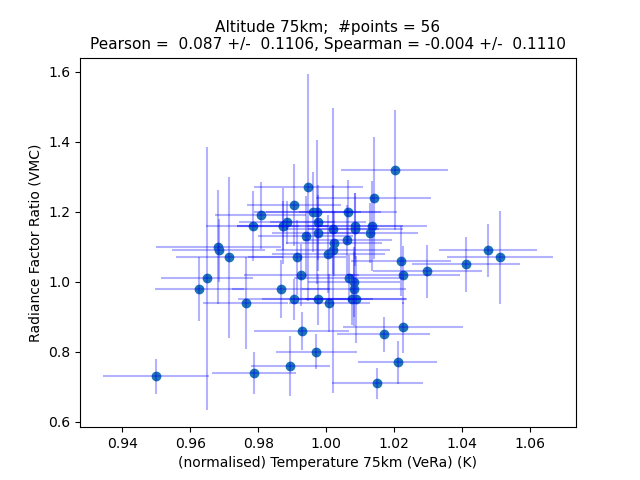 Altitude 75km;  #points = 56
Pearson =  0.087 +/-  0.1106, Spearman = -0.004 +/-  0.1110
Radiance Factor Ratio (VMC)
1.6
1.4
1.2
1.0
0.8
0.6
0.94 0.96 0.98 1.00 1.02 1.04 1.06
(normalised) Temperature 75km (VeRa) (K)